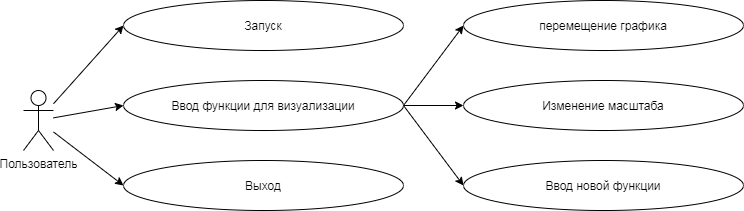 Запуск
перемещение графика
Ввод функции для визуализации
Изменение масштаба
Пользователь
Выход
Ввод новой функции